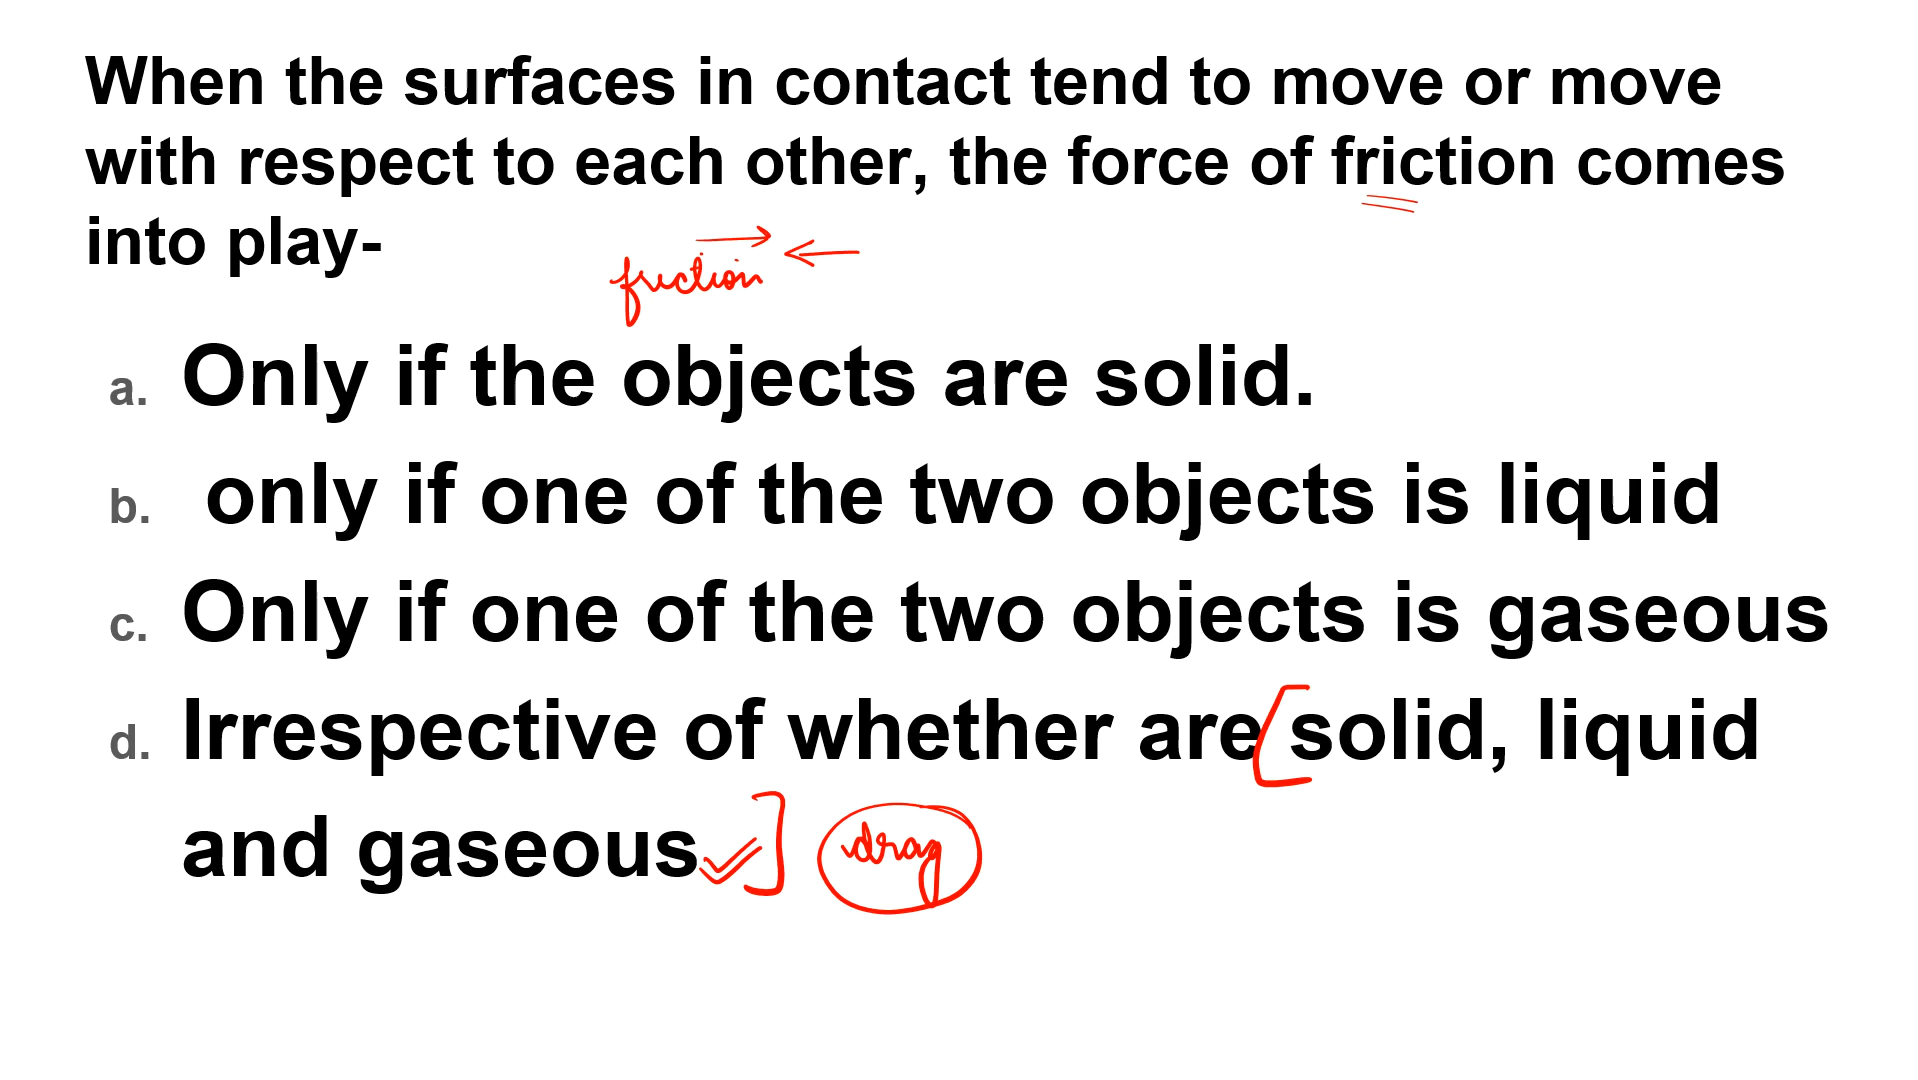 When the surfaces in contact tend to move or move
with respect to each other, the force of friction comes
into play-
friction
a. Only if the objects are solid.
b. only if one of the two objects is liquid
c. Only if one of the two objects is gaseous
d. Irrespective of whether are solid, liquid
and gaseous
drag